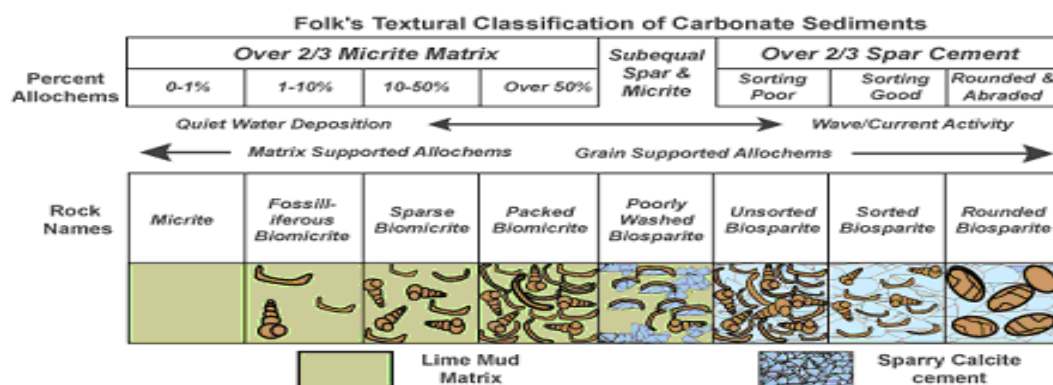 Folk's Textural Classification of Carbonate Sediments
Over 2/3 Micrite Matrix
Subequal
Spar &
Micrite
Over 2/3 Spar Cement
Percent
Allochems
0-1%
1-10%
10-50%
Over 50%
Sorting
Poor
Sorting
Good
Rounded &
Abraded
Quiet Water Deposition
Wave/Current Activity
Matrix Supported Allochems
Grain Supported Allochems
Rock
Names
Micrite
Fossill-
iferous
Biomicrite
Sparse
Biomicrite
Packed
Biomicrite
Poorly
Washed
Biosparite
Unsorted
Biosparite
Sorted
Biosparite
Rounded
Biosparite
Lime Mud
Matrix
Sparry Calcite
cement